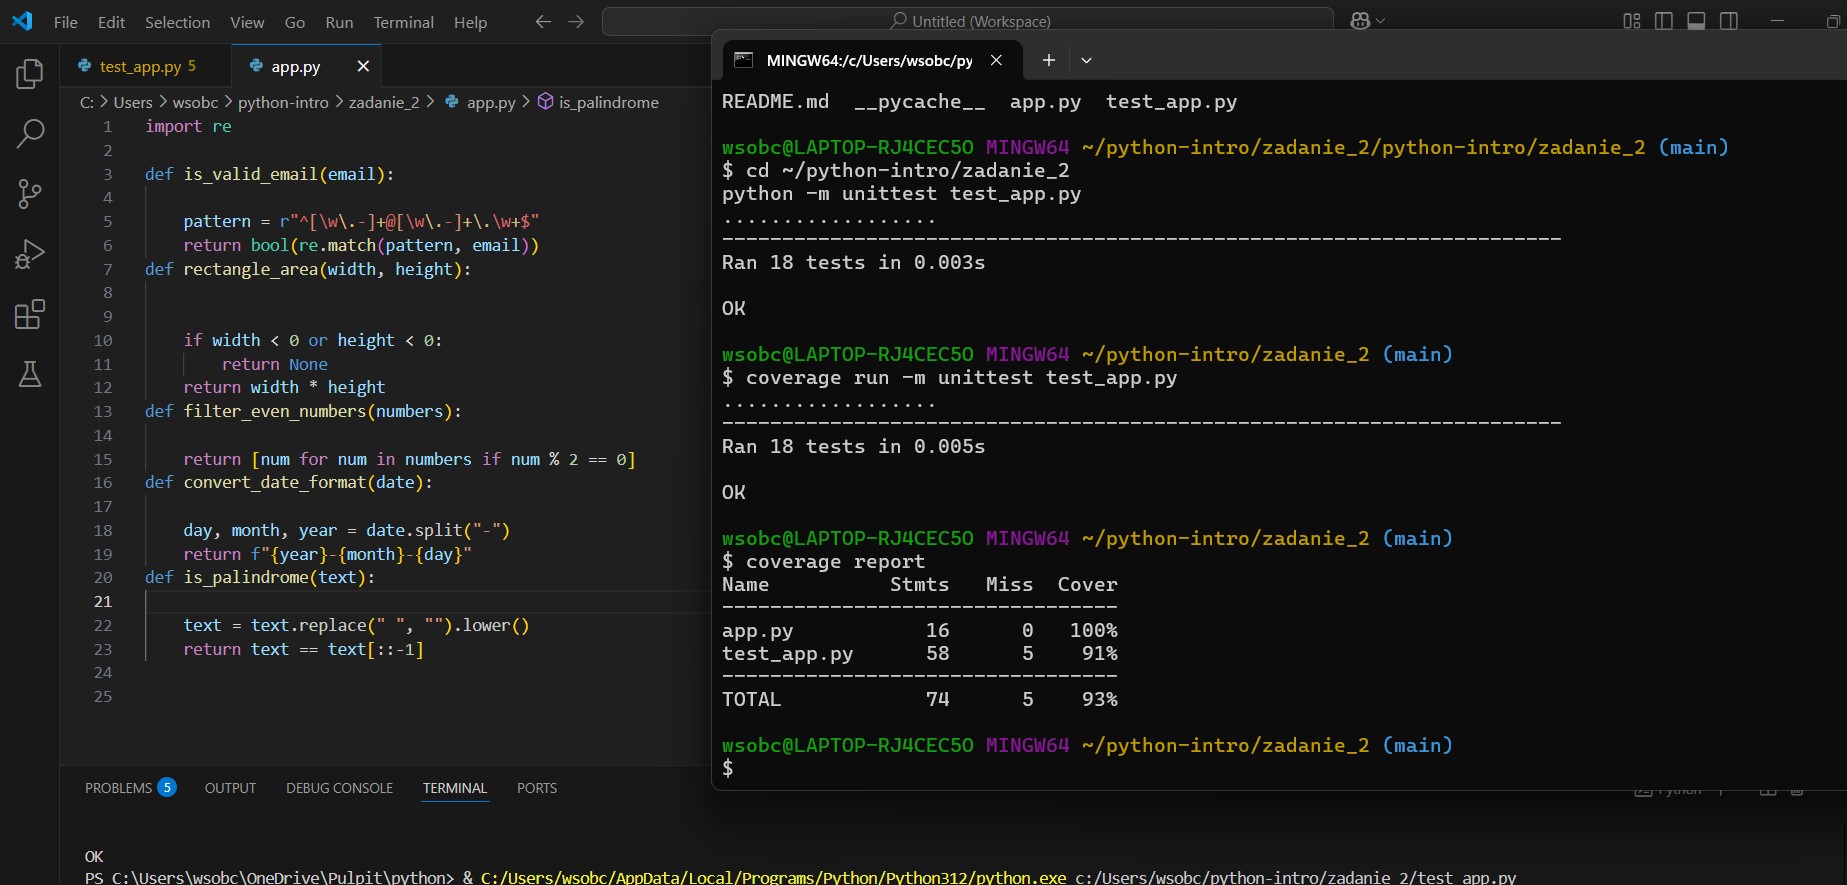 File Edit Selection View Go Run Terminal Help
Untitled (Workspace)
test_app.py 5
app.py
C: > Users > wsobc > python-intro > zadanie_2 > app.py > is_palindrome
1 import re
2
3 def is_valid_email(email):
4
5     pattern = r"^[\w\.-]+@[\w\.-]+\.\w+$"
6     return bool(re.match(pattern, email))
7 def rectangle_area(width, height):
8
9
10     if width < 0 or height < 0:
11         return None
12     return width * height
13 def filter_even_numbers(numbers):
14
15     return [num for num in numbers if num % 2 == 0]
16 def convert_date_format(date):
17
18     day, month, year = date.split("-")
19     return f"{year}-{month}-{day}"
20 def is_palindrome(text):
21
22     text = text.replace(" ", "").lower()
23     return text == text[::-1]
24
25
MINGW64:/c/Users/wsobc/py
README.md  __pycache__  app.py  test_app.py
wsobc@LAPTOP-RJ4CEC5O MINGW64 ~/python-intro/zadanie_2/python-intro/zadanie_2 (main)
$ cd ~/python-intro/zadanie_2
python -m unittest test_app.py
..................
----------------------------------------------------------------------
Ran 18 tests in 0.003s
OK
wsobc@LAPTOP-RJ4CEC5O MINGW64 ~/python-intro/zadanie_2 (main)
$ coverage run -m unittest test_app.py
..................
----------------------------------------------------------------------
Ran 18 tests in 0.005s
OK
wsobc@LAPTOP-RJ4CEC5O MINGW64 ~/python-intro/zadanie_2 (main)
$ coverage report
Name          Stmts   Miss  Cover
---------------------------------
app.py           16      0   100%
test_app.py      58      5    91%
---------------------------------
TOTAL            74      5    93%
wsobc@LAPTOP-RJ4CEC5O MINGW64 ~/python-intro/zadanie_2 (main)
$
PROBLEMS 5 OUTPUT DEBUG CONSOLE TERMINAL PORTS
Python
OK
PS C:\Users\wsobc\OneDrive\Pulpit\python> & C:/Users/wsobc/AppData/Local/Programs/Python/Python312/python.exe c:/Users/wsobc/python-intro/zadanie_2/test_app.py